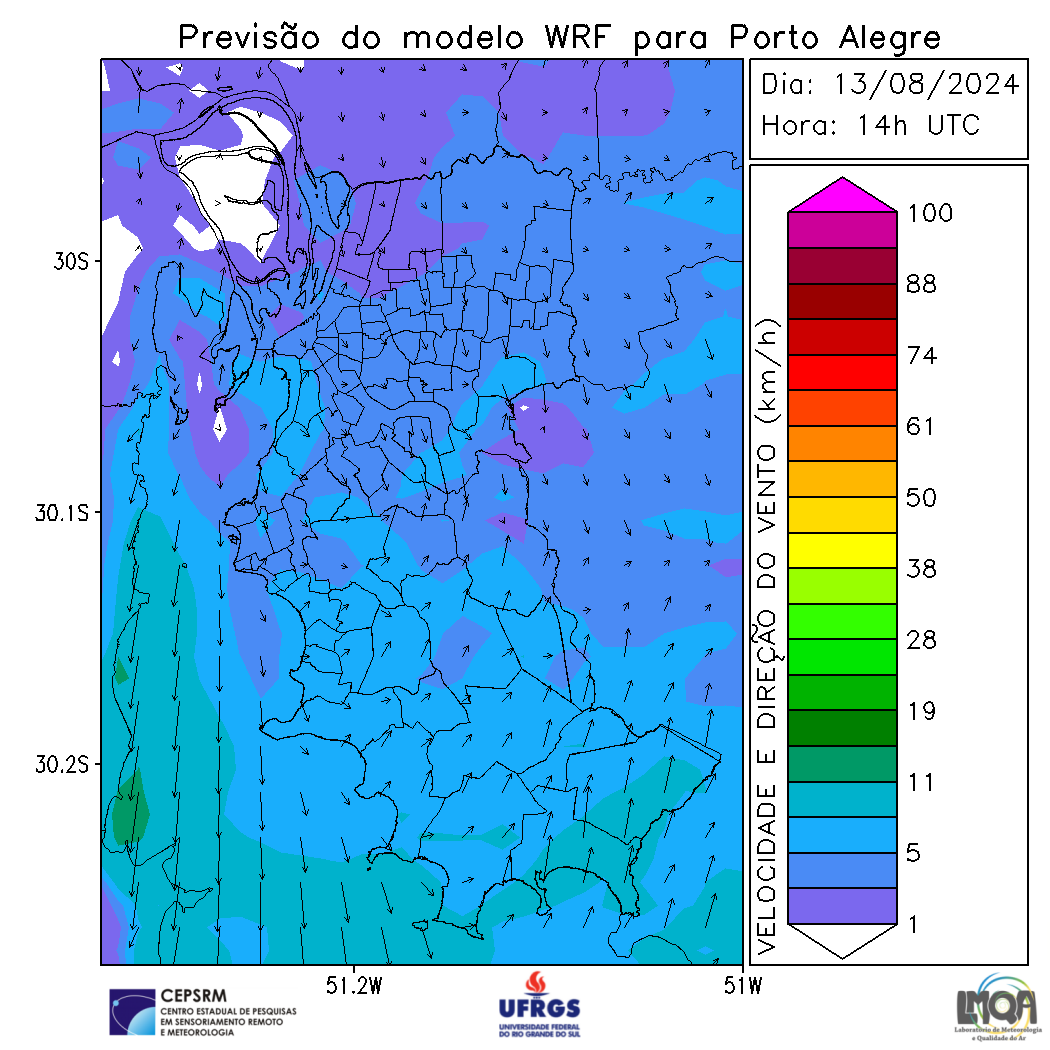 Previsão do modelo WRF para Porto Alegre
Dia: 13/08/2024
Hora: 14h UTC
30S
30.1S
30.2S
51.2W
51W
VELOCIDADE E DIREÇÃO DO VENTO (km/h)
100
88
74
61
50
38
28
19
11
5
1
CEPSRM
CENTRO ESTADUAL DE PESQUISAS
EM SENSORIAMENTO REMOTO
E METEOROLOGIA
UFRGS
UNIVERSIDADE FEDERAL
DO RIO GRANDE DO SUL
LMQA
Laboratório de Meteorologia
e Qualidade do Ar